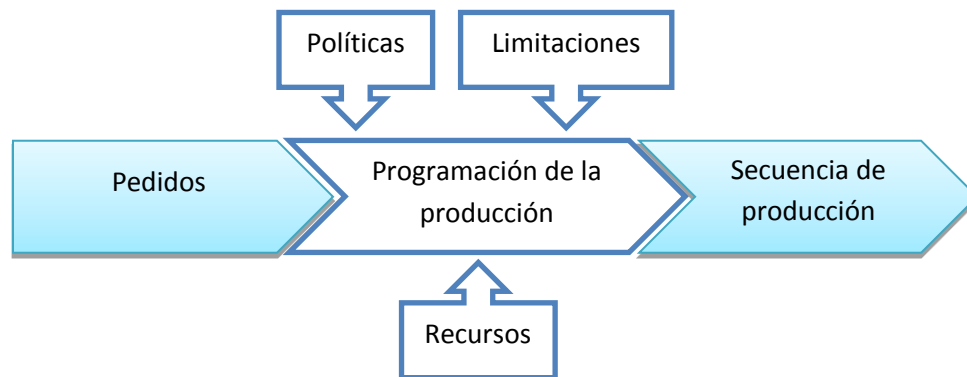 Políticas
Limitaciones
Pedidos
Programación de la
producción
Secuencia de
producción
Recursos